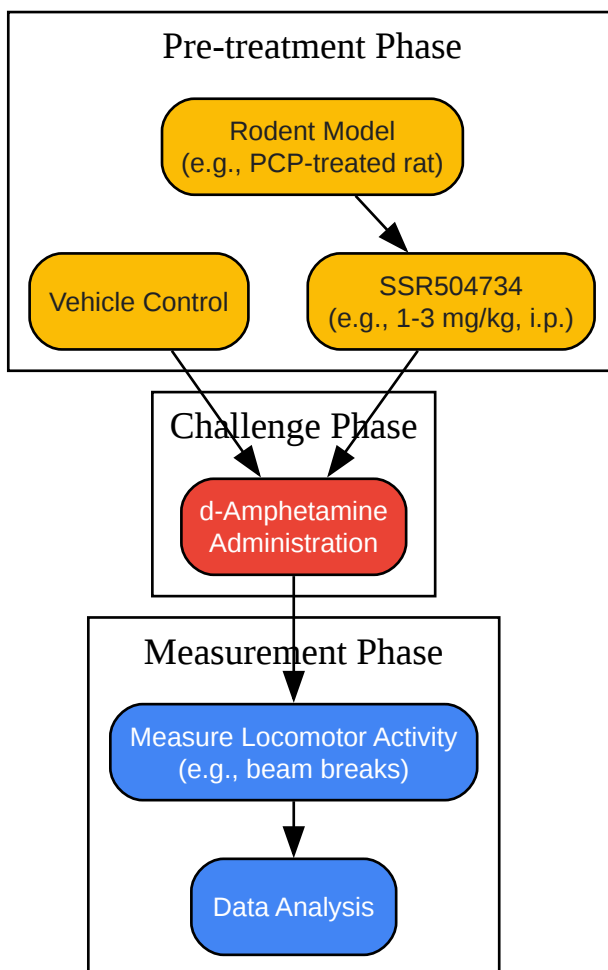 Pre-treatment Phase
Rodent Model
(e.g., PCP-treated rat)
Vehicle Control
SSR504734
(e.g., 1-3 mg/kg, i.p.)
Challenge Phase
d-Amphetamine
Administration
Measurement Phase
Measure Locomotor Activity
(e.g., beam breaks)
Data Analysis